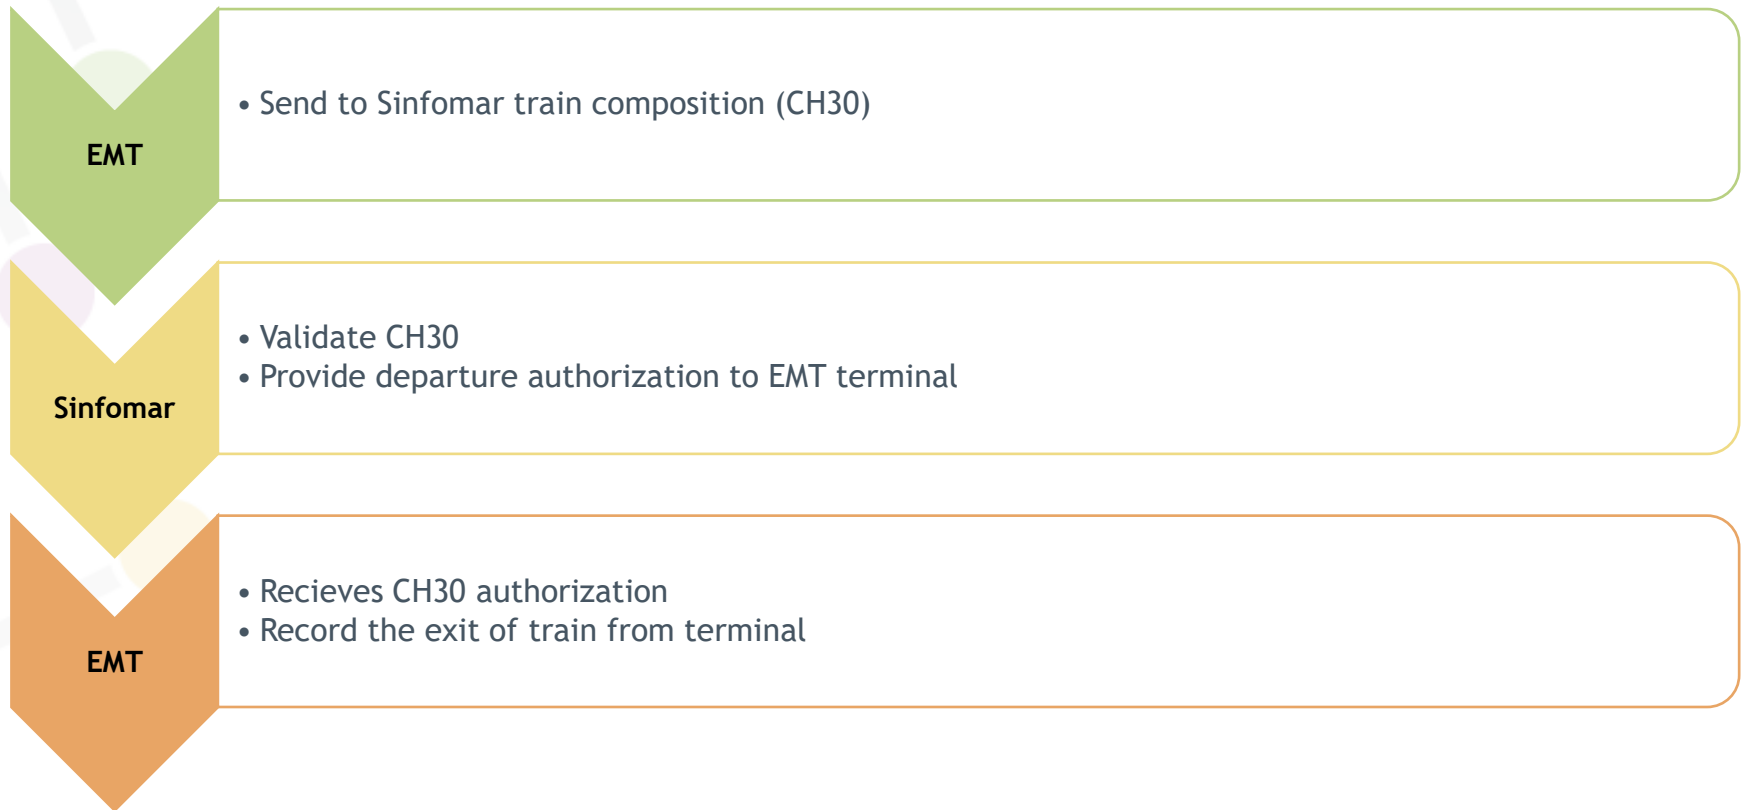 EMT
• Send to Sinfomar train composition (CH30)
Sinfomar
• Validate CH30
• Provide departure authorization to EMT terminal
EMT
• Recieves CH30 authorization
• Record the exit of train from terminal